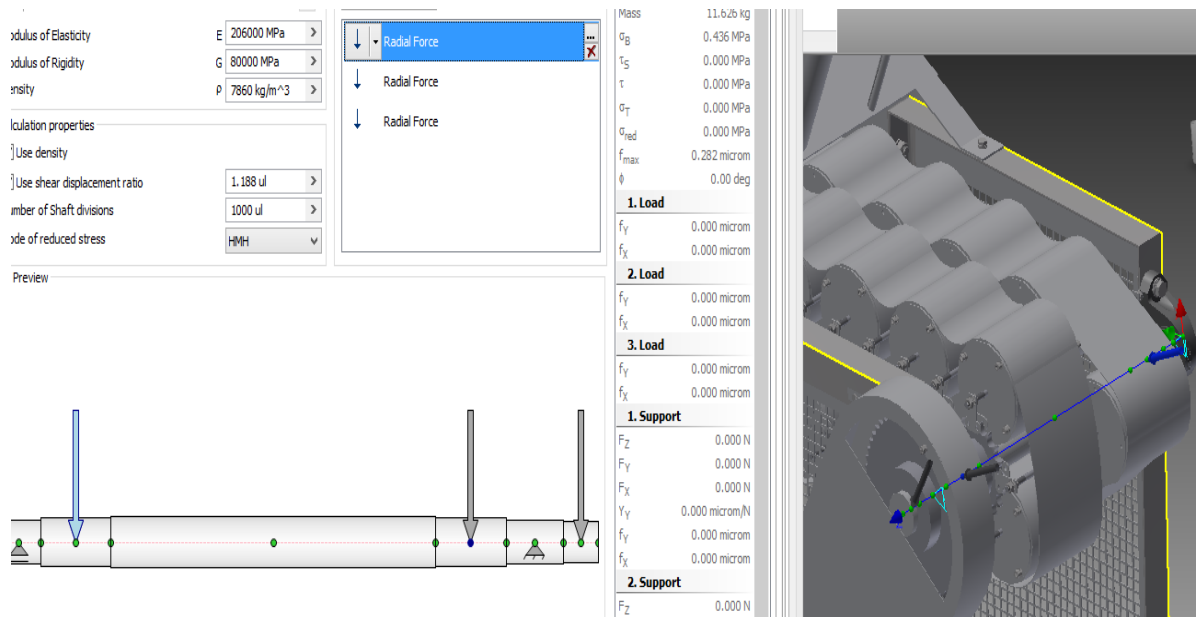 odulus of Elasticity E 206000 MPa
odulus of Rigidity G 80000 MPa
ensity ρ 7860 kg/m^3
lculation properties
Use density
Use shear displacement ratio 1.188 ul
umber of Shaft divisions 1000 ul
ode of reduced stress HMH
Preview
Radial Force ...
Radial Force
Radial Force
Mass 11.626 kg
σB 0.436 MPa
τS 0.000 MPa
τ 0.000 MPa
σT 0.000 MPa
σred 0.000 MPa
fmax 0.282 microm
ϕ 0.00 deg
1. Load
fY 0.000 microm
fX 0.000 microm
2. Load
fY 0.000 microm
fX 0.000 microm
3. Load
fY 0.000 microm
fX 0.000 microm
1. Support
FZ 0.000 N
FY 0.000 N
FX 0.000 N
YY 0.000 microm/N
fY 0.000 microm
fX 0.000 microm
2. Support
FZ 0.000 N